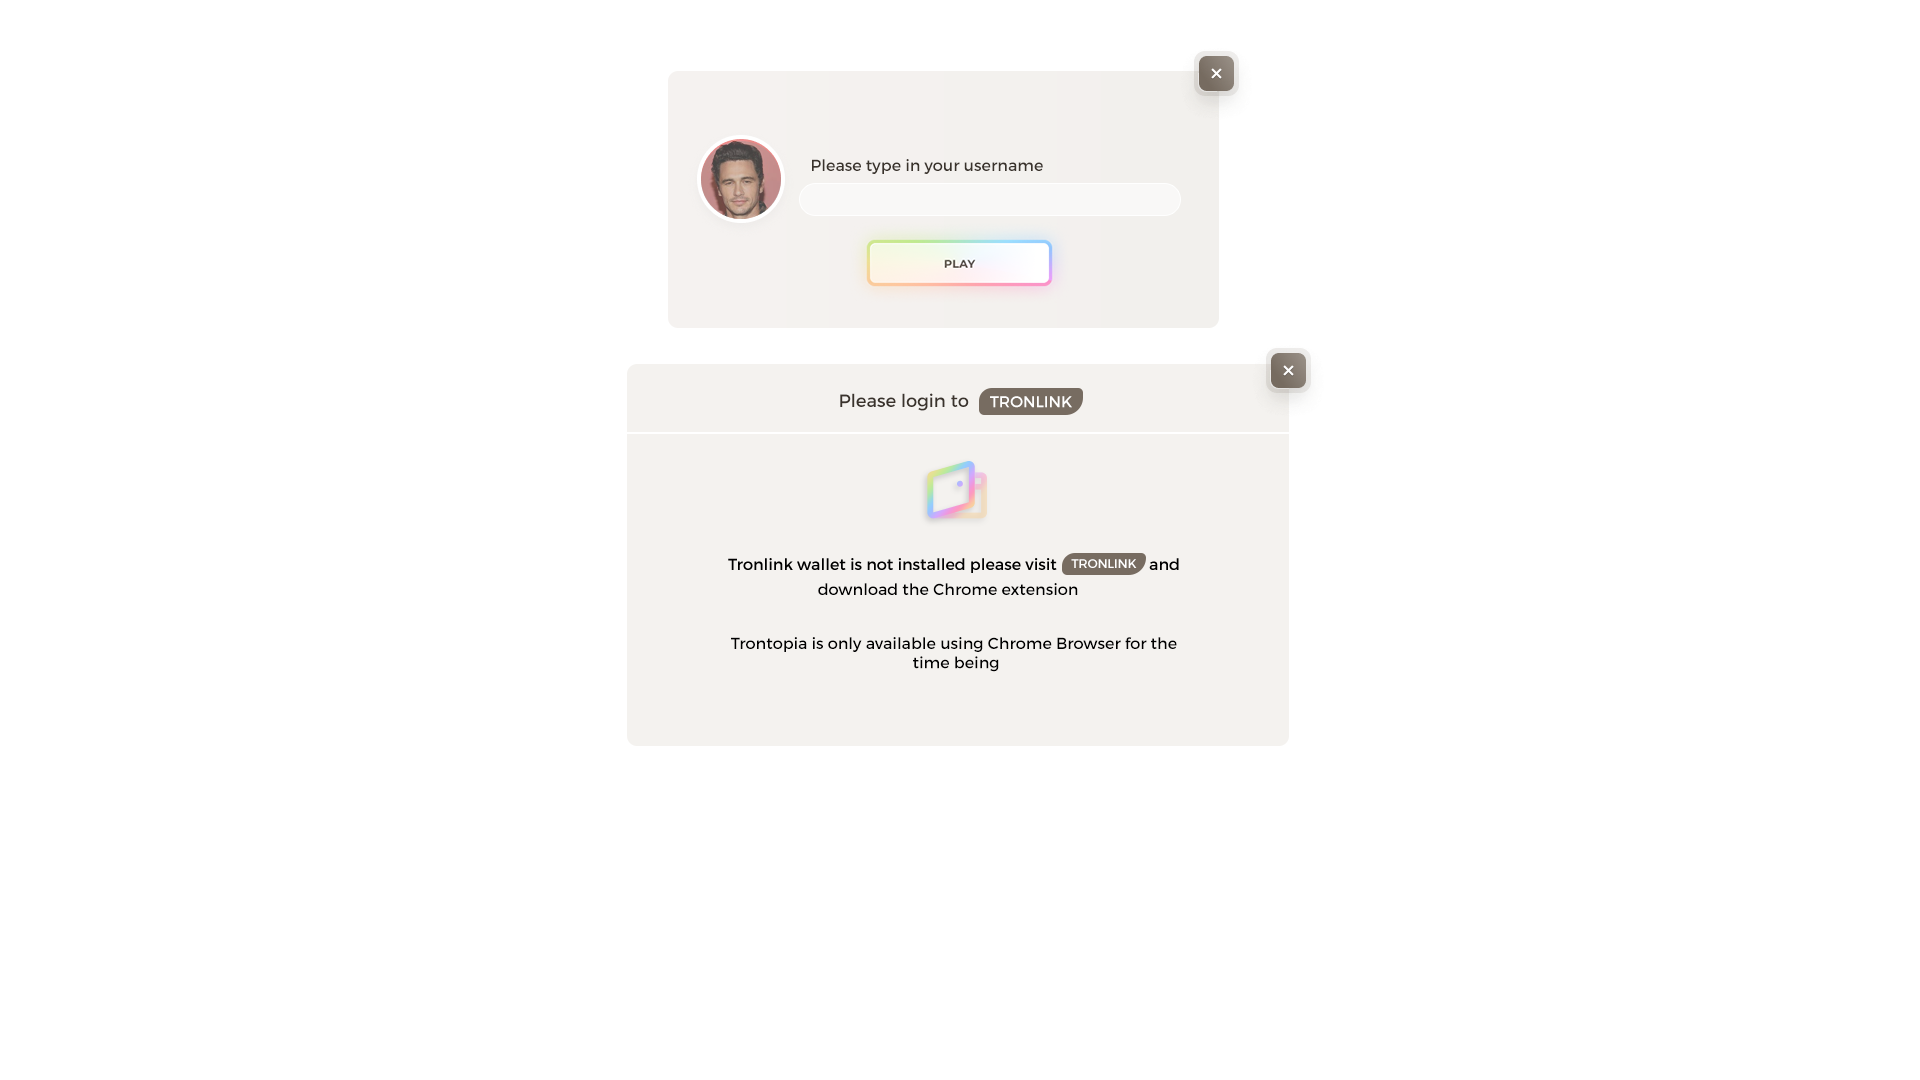 Please type in your username
PLAY
Please login to TRONLINK
Tronlink wallet is not installed please visit TRONLINK and
download the Chrome extension
Trontopia is only available using Chrome Browser for the
time being